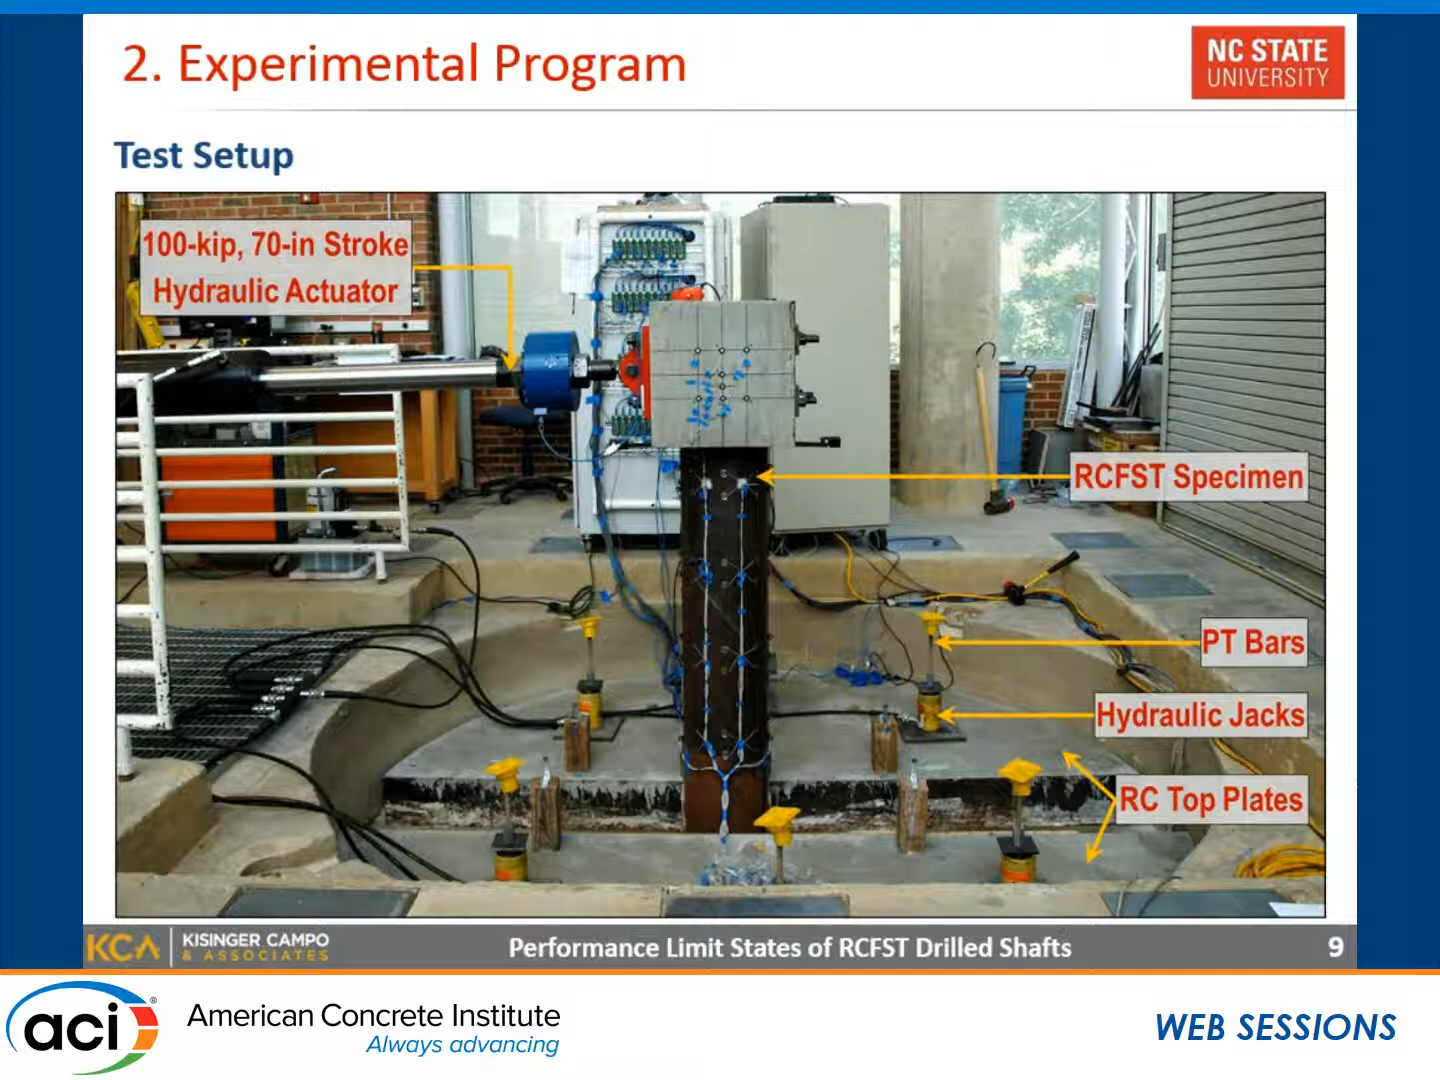 2. Experimental Program
NC STATE
UNIVERSITY
Test Setup
100-kip, 70-in Stroke
Hydraulic Actuator
RCFST Specimen
PT Bars
Hydraulic Jacks
RC Top Plates
KCA
KISINGER CAMPO
& ASSOCIATES
Performance Limit States of RCFST Drilled Shafts
9
aci®
American Concrete Institute
Always advancing
WEB SESSIONS